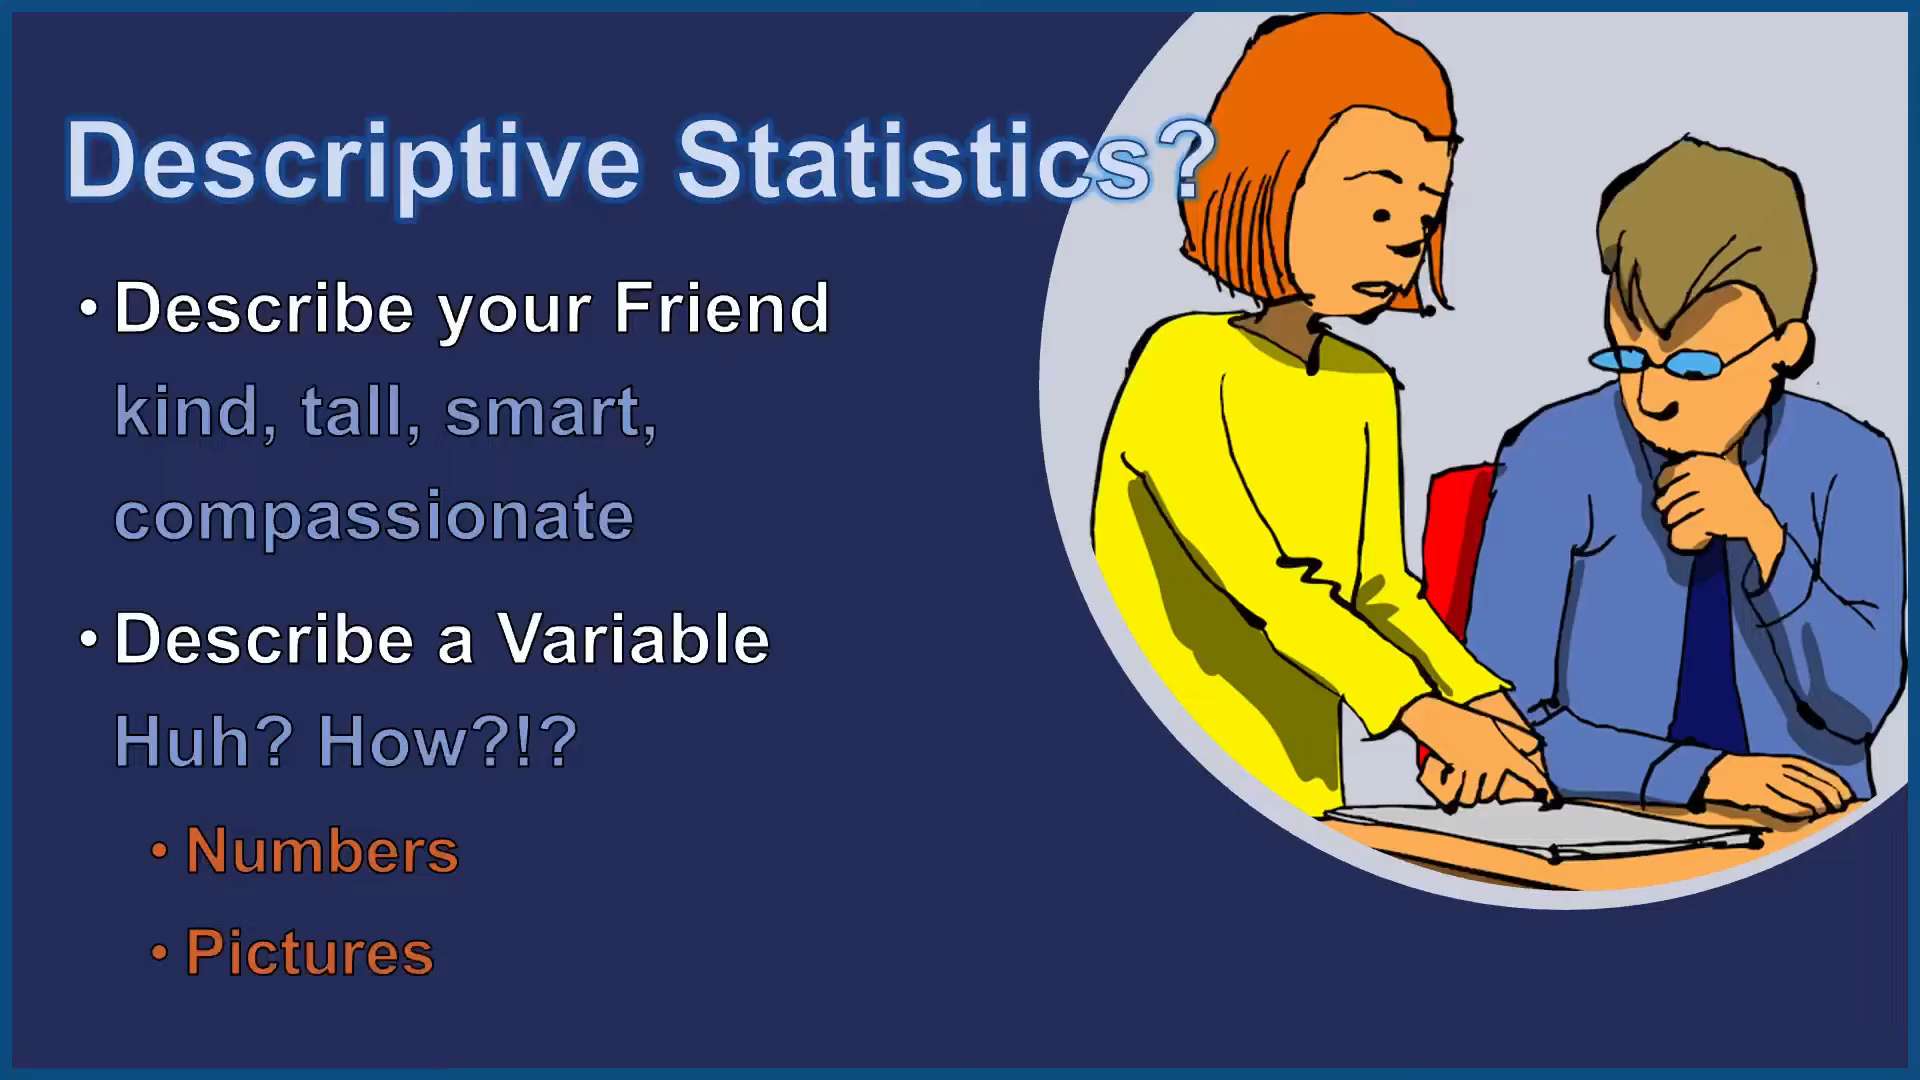 Descriptive Statistics?
• Describe your Friend
kind, tall, smart,
compassionate
• Describe a Variable
Huh? How?!?
• Numbers
• Pictures